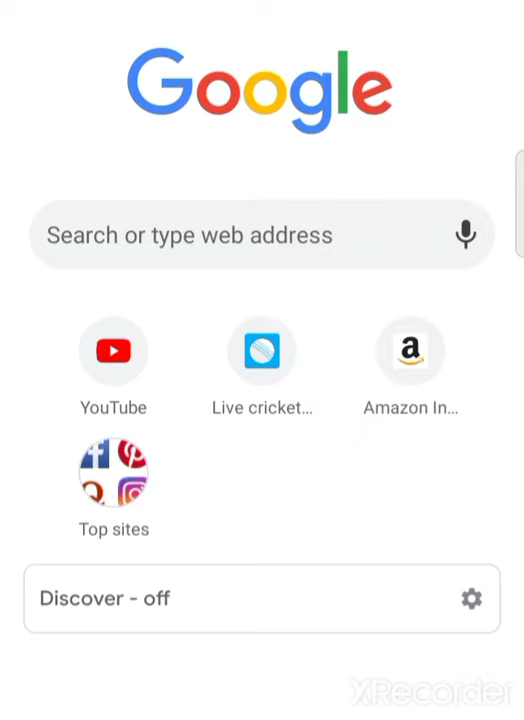 Google
Search or type web address
YouTube
Live cricket...
Amazon In...
Top sites
Discover - off
XRecorder